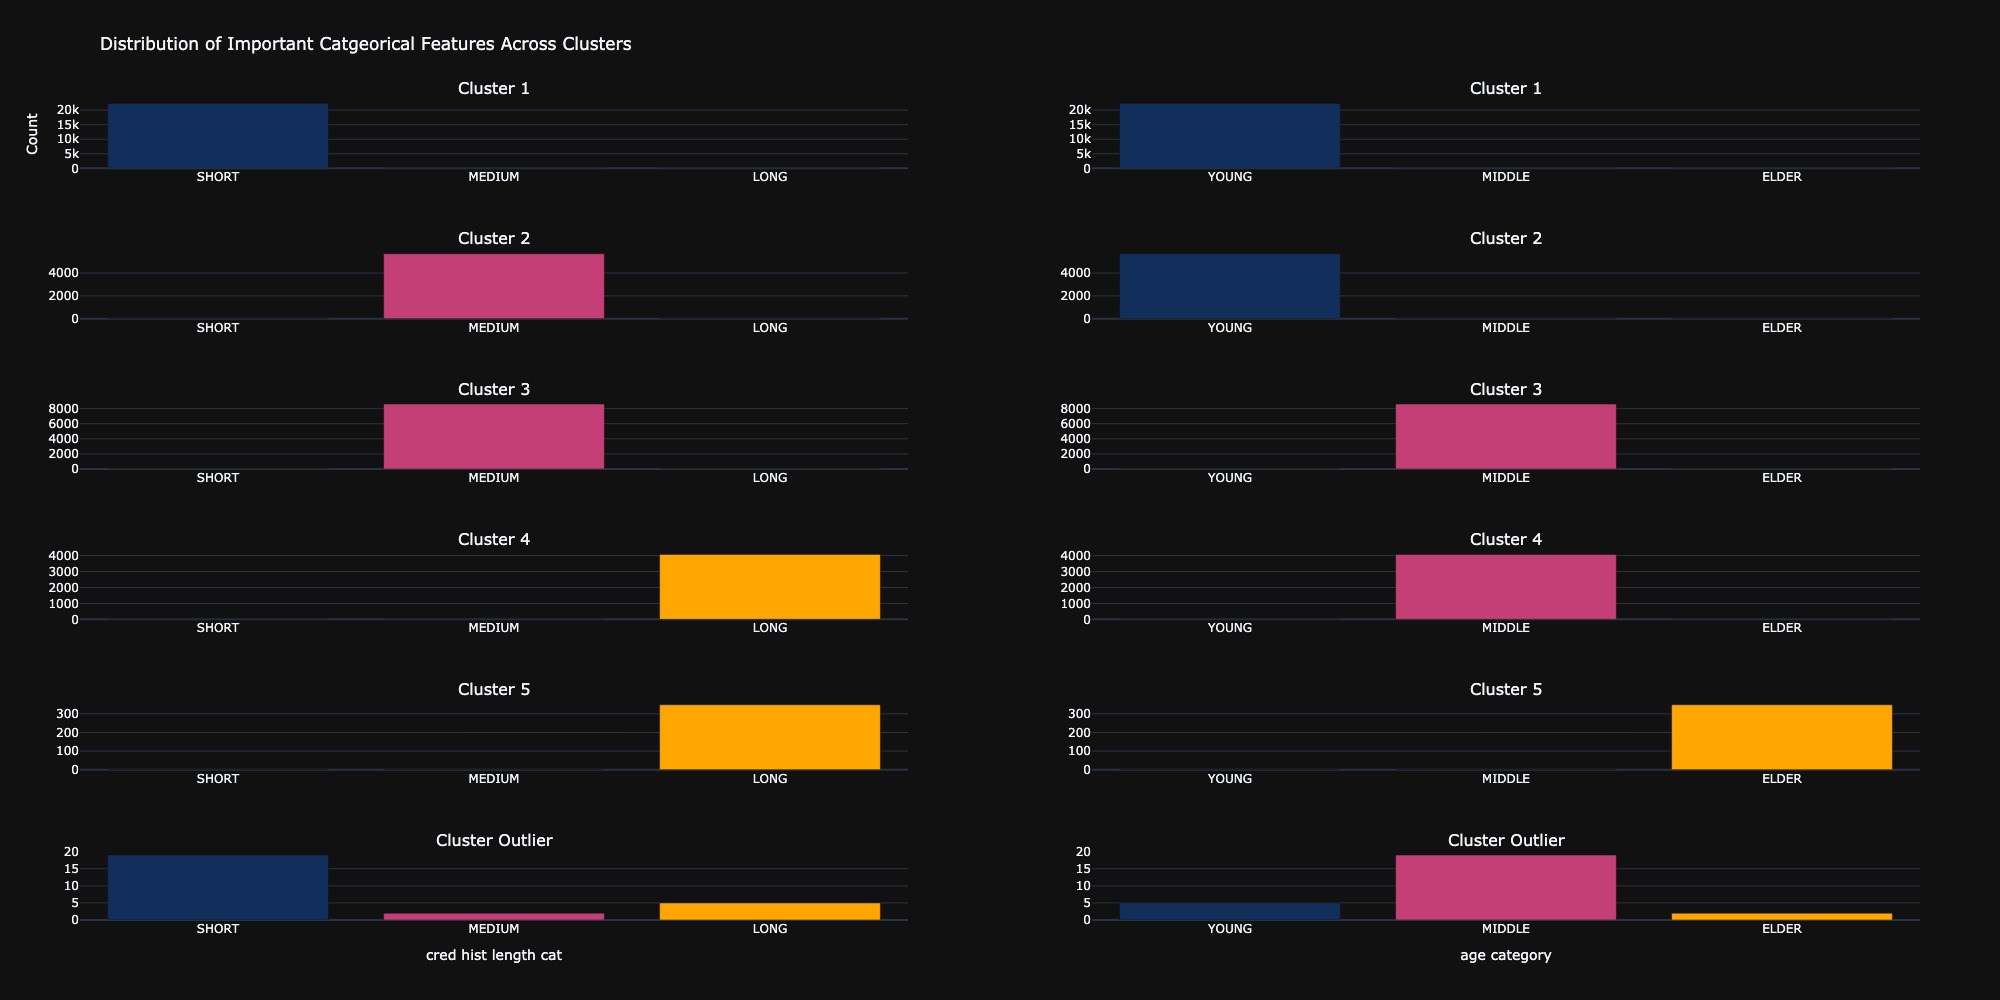 Distribution of Important Catgeorical Features Across Clusters
Cluster 1
Count
20k
15k
10k
5k
0
SHORT MEDIUM LONG
Cluster 1
20k
15k
10k
5k
0
YOUNG MIDDLE ELDER
Cluster 2
4000
2000
0
SHORT MEDIUM LONG
Cluster 2
4000
2000
0
YOUNG MIDDLE ELDER
Cluster 3
8000
6000
4000
2000
0
SHORT MEDIUM LONG
Cluster 3
8000
6000
4000
2000
0
YOUNG MIDDLE ELDER
Cluster 4
4000
3000
2000
1000
0
SHORT MEDIUM LONG
Cluster 4
4000
3000
2000
1000
0
YOUNG MIDDLE ELDER
Cluster 5
300
200
100
0
SHORT MEDIUM LONG
Cluster 5
300
200
100
0
YOUNG MIDDLE ELDER
Cluster Outlier
20
15
10
5
0
SHORT MEDIUM LONG
cred hist length cat
Cluster Outlier
20
15
10
5
0
YOUNG MIDDLE ELDER
age category